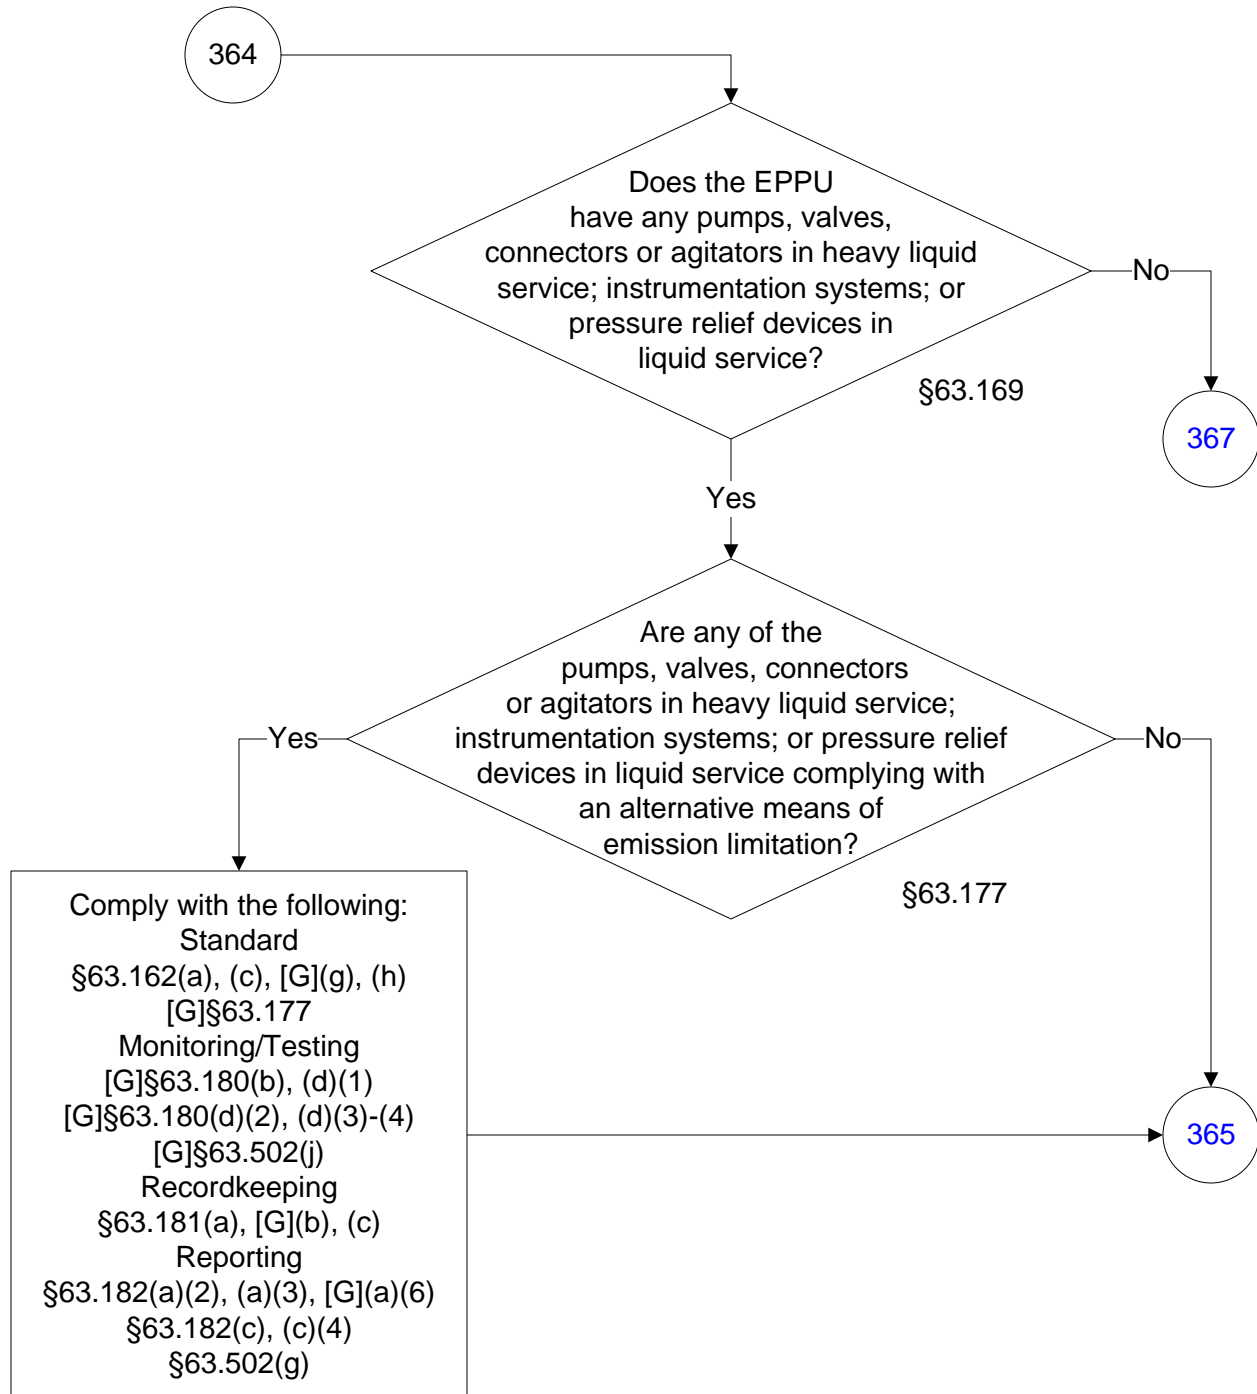 364
Does the EPPU
have any pumps, valves,
connectors or agitators in heavy liquid
service; instrumentation systems; or
pressure relief devices in
liquid service?
No
§63.169
367
Yes
Are any of the
pumps, valves, connectors
or agitators in heavy liquid service;
instrumentation systems; or pressure relief
devices in liquid service complying with
an alternative means of
emission limitation?
Yes
No
§63.177
Comply with the following:
Standard
§63.162(a), (c), [G](g), (h)
[G]§63.177
Monitoring/Testing
[G]§63.180(b), (d)(1)
[G]§63.180(d)(2), (d)(3)-(4)
[G]§63.502(j)
Recordkeeping
§63.181(a), [G](b), (c)
Reporting
§63.182(a)(2), (a)(3), [G](a)(6)
§63.182(c), (c)(4)
§63.502(g)
365